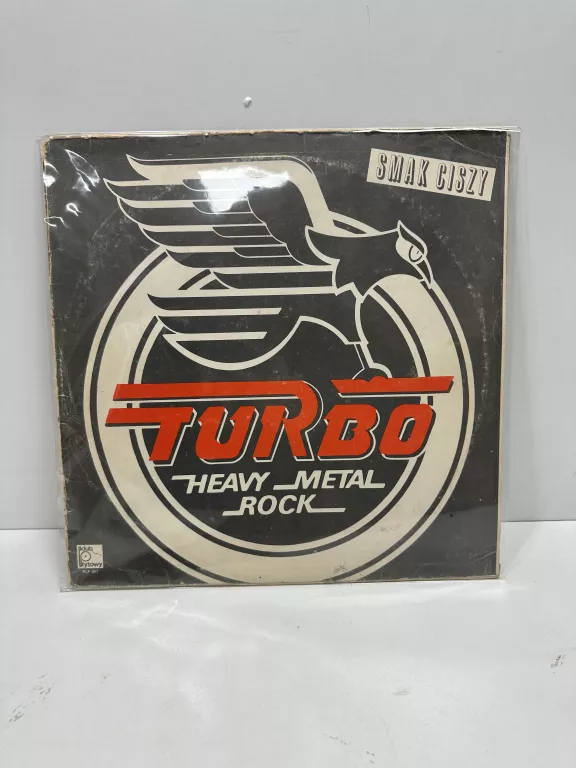 SMAK CISZY
TURBO
HEAVY METAL
ROCK
klub
płytowy